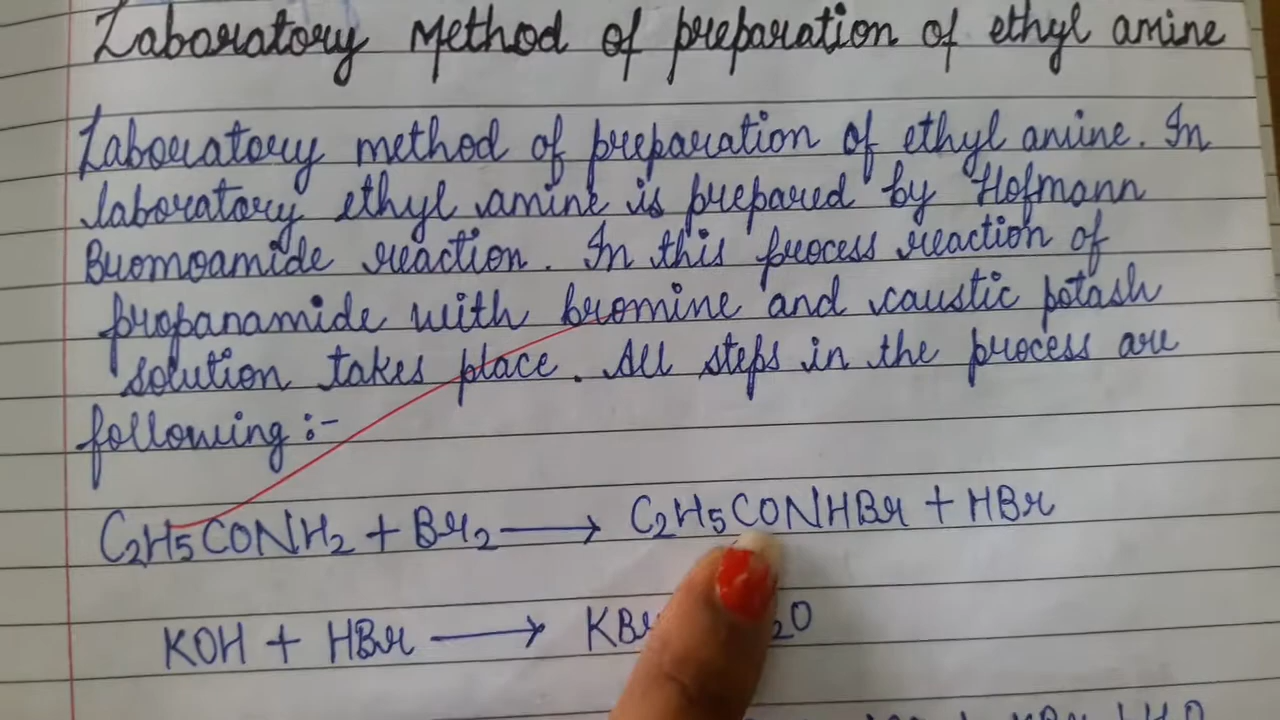 Laboratory Method of preparation of ethyl amine
Laboratory method of preparation of ethyl amine. In
laboratory ethyl amine is prepared by Hofmann
Bromoamide reaction. In this process reaction of
propanamide with bromine and caustic potash
solution takes place. All steps in the process are
following :-
C2H5CONH2 + Br2 ⟶ C2H5CONHBr + HBr
KOH + HBr ⟶ KBr 2O